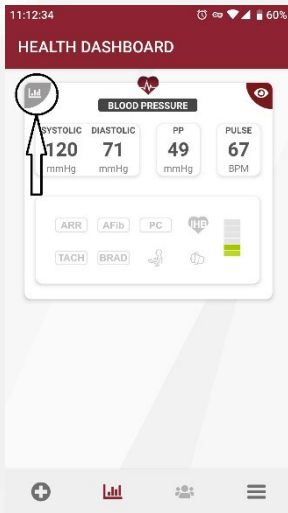 11:12:34 60%
HEALTH DASHBOARD
BLOOD PRESSURE
SYSTOLIC DIASTOLIC PP PULSE
120 71 49 67
mmHg mmHg mmHg BPM
ARR AFib PC IHB
TACH BRAD